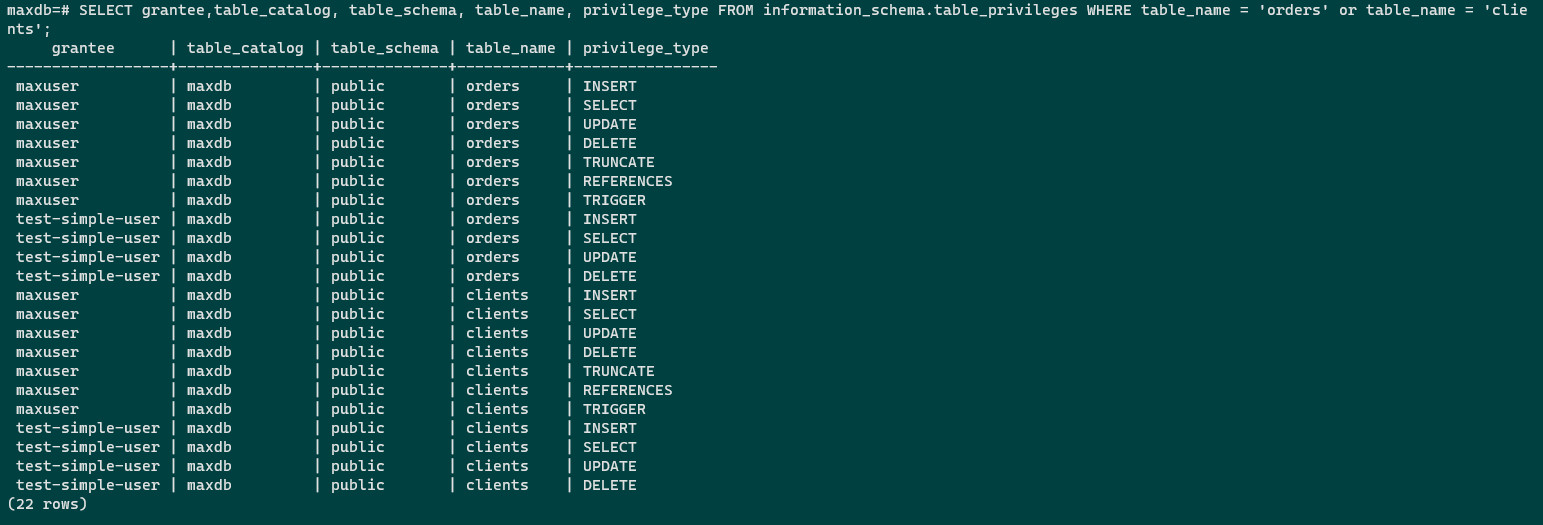 maxdb=# SELECT grantee,table_catalog, table_schema, table_name, privilege_type FROM information_schema.table_privileges WHERE table_name = 'orders' or table_name = 'clie
nts';
     grantee      | table_catalog | table_schema | table_name | privilege_type
------------------+---------------+--------------+------------+----------------
 maxuser          | maxdb         | public       | orders     | INSERT
 maxuser          | maxdb         | public       | orders     | SELECT
 maxuser          | maxdb         | public       | orders     | UPDATE
 maxuser          | maxdb         | public       | orders     | DELETE
 maxuser          | maxdb         | public       | orders     | TRUNCATE
 maxuser          | maxdb         | public       | orders     | REFERENCES
 maxuser          | maxdb         | public       | orders     | TRIGGER
 test-simple-user | maxdb         | public       | orders     | INSERT
 test-simple-user | maxdb         | public       | orders     | SELECT
 test-simple-user | maxdb         | public       | orders     | UPDATE
 test-simple-user | maxdb         | public       | orders     | DELETE
 maxuser          | maxdb         | public       | clients    | INSERT
 maxuser          | maxdb         | public       | clients    | SELECT
 maxuser          | maxdb         | public       | clients    | UPDATE
 maxuser          | maxdb         | public       | clients    | DELETE
 maxuser          | maxdb         | public       | clients    | TRUNCATE
 maxuser          | maxdb         | public       | clients    | REFERENCES
 maxuser          | maxdb         | public       | clients    | TRIGGER
 test-simple-user | maxdb         | public       | clients    | INSERT
 test-simple-user | maxdb         | public       | clients    | SELECT
 test-simple-user | maxdb         | public       | clients    | UPDATE
 test-simple-user | maxdb         | public       | clients    | DELETE
(22 rows)